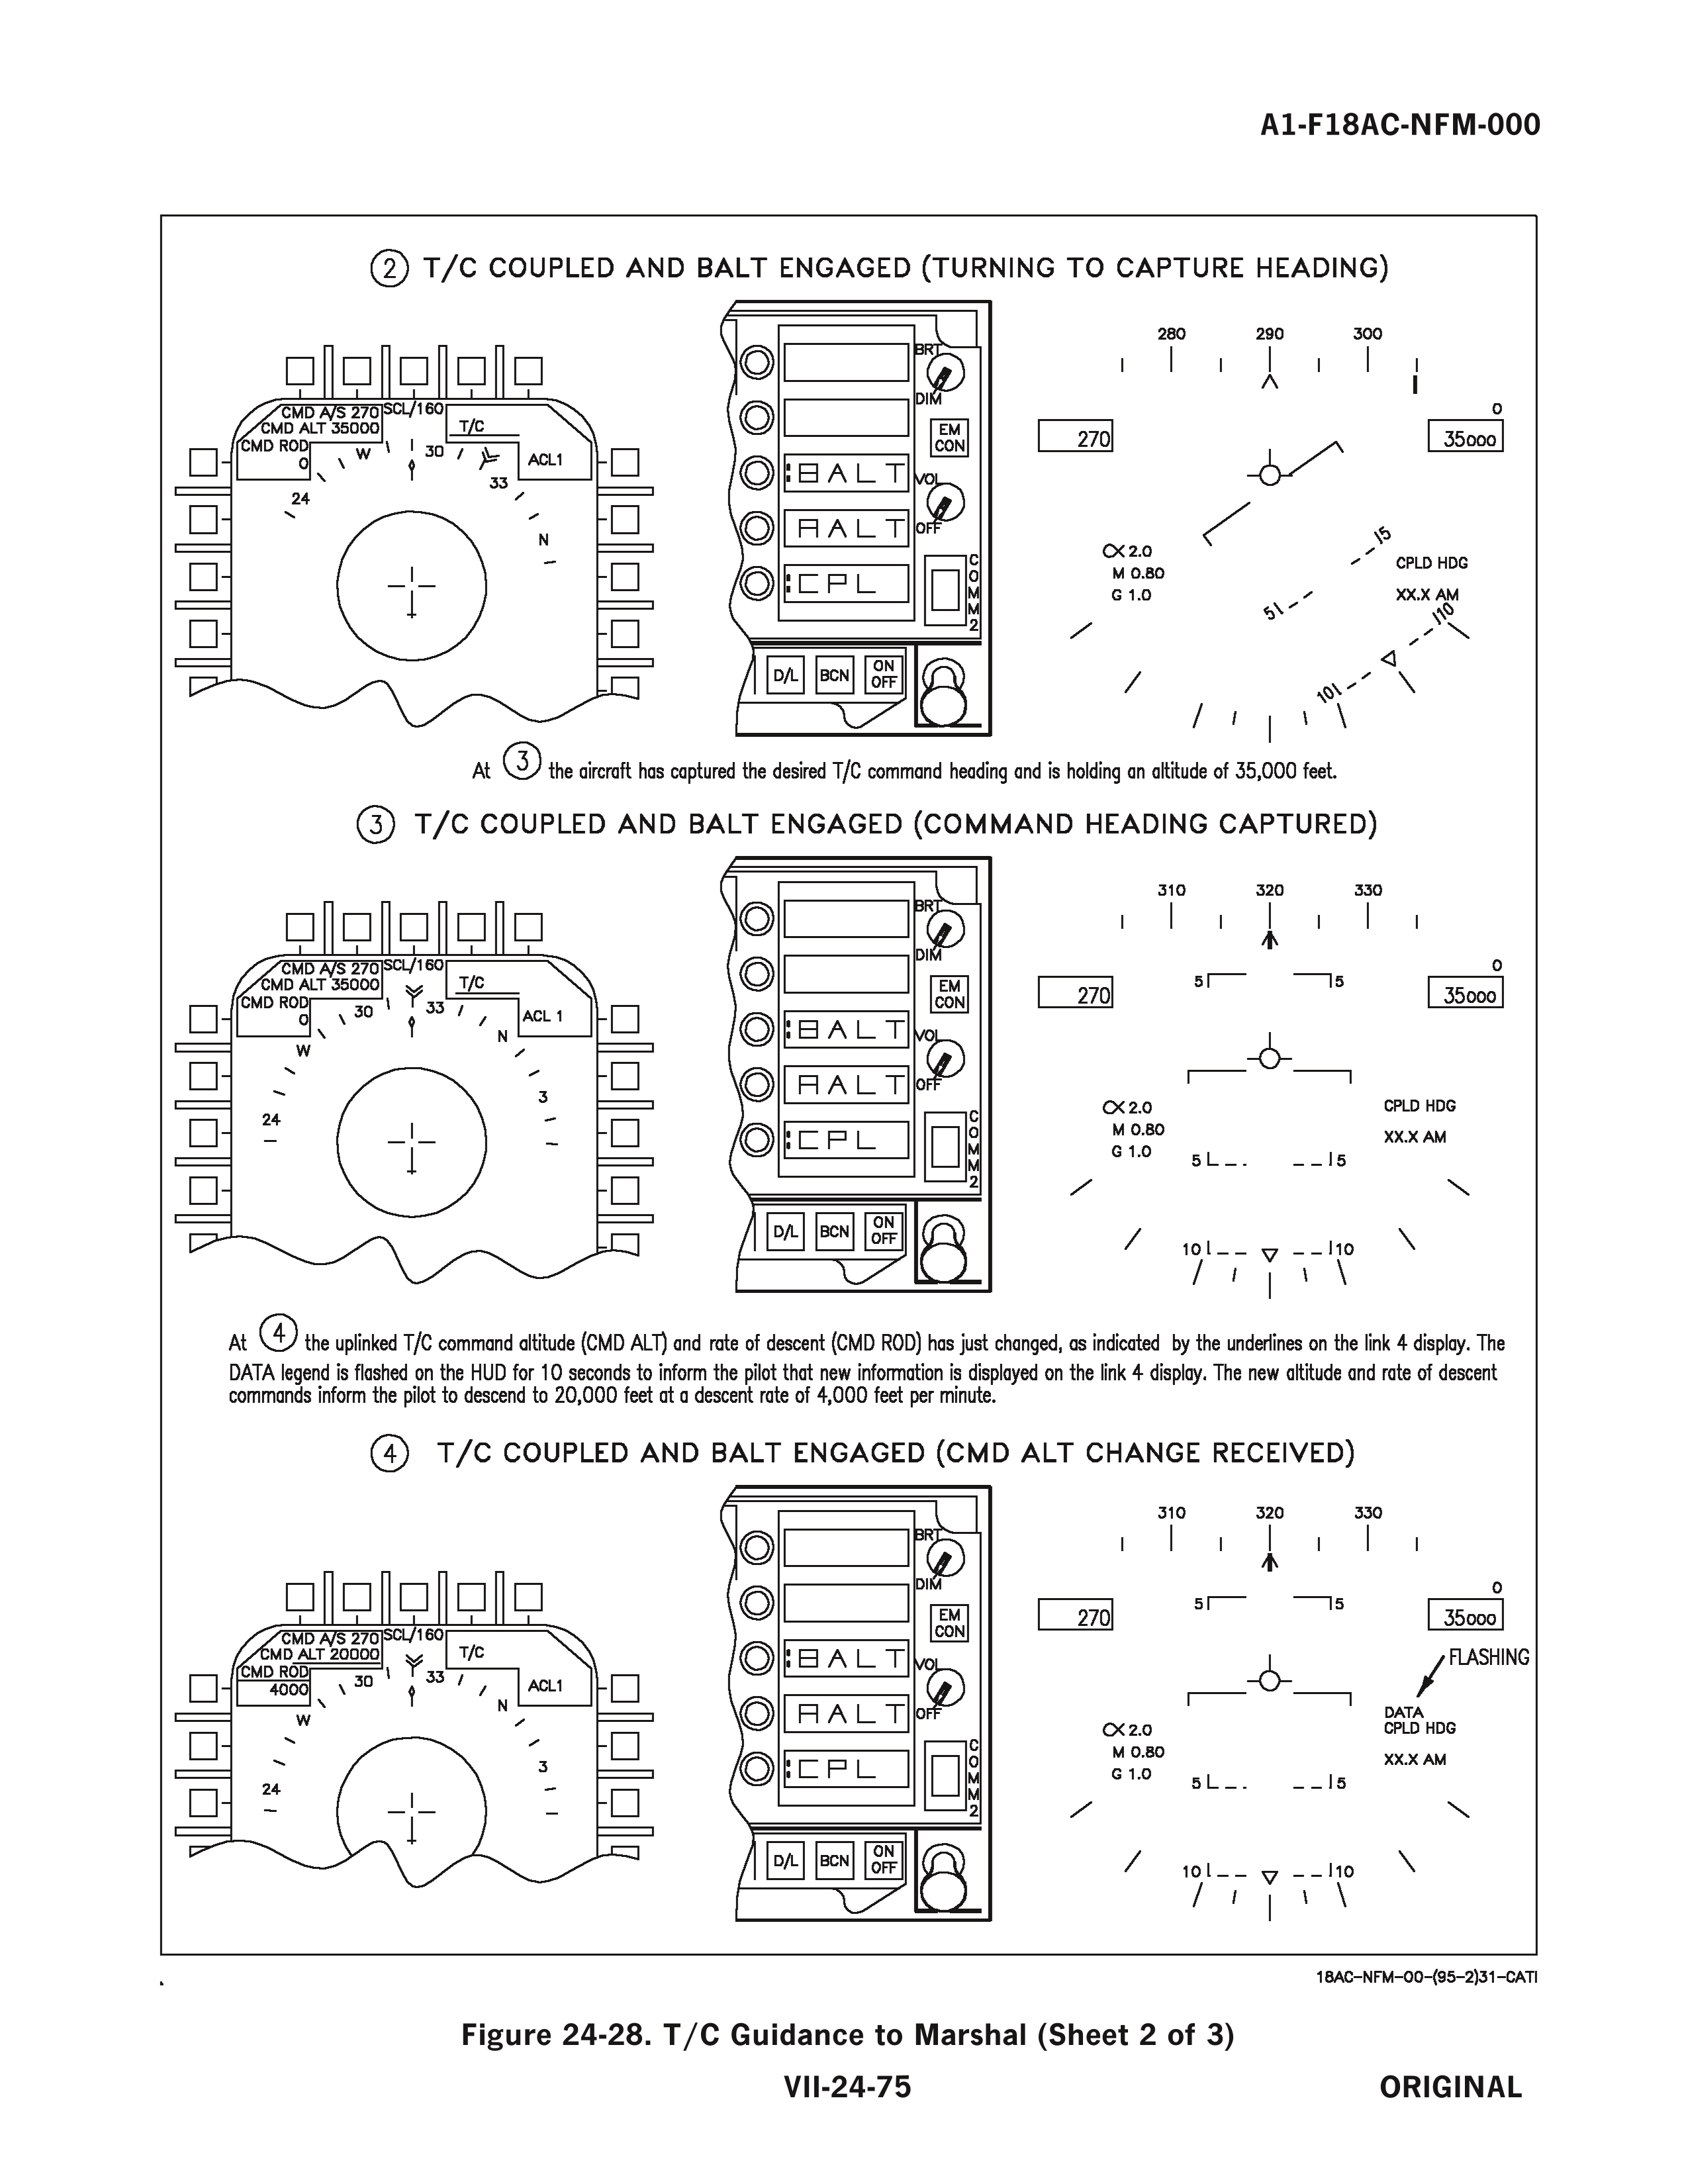 A1-F18AC-NFM-000
2 T/C COUPLED AND BALT ENGAGED (TURNING TO CAPTURE HEADING)
CMD A/S 270
CMD ALT 35000
CMD ROD
0
SCL/160
T/C
ACL1
24
W
30
33
N
BRT
DIM
EM
CON
:BALT
VOL
AALT
OFF
:CPL
COMM2
D/L
BCN
ON
OFF
280 290 300
270
0
35000
α 2.0
M 0.80
G 1.0
15
CPLD HDG
XX.X AM
5
10
10
At 3 the aircraft has captured the desired T/C command heading and is holding an altitude of 35,000 feet.
3 T/C COUPLED AND BALT ENGAGED (COMMAND HEADING CAPTURED)
CMD A/S 270
CMD ALT 35000
CMD ROD
0
SCL/160
T/C
ACL 1
24
W
30
33
N
3
BRT
DIM
EM
CON
:BALT
VOL
AALT
OFF
:CPL
COMM2
D/L
BCN
ON
OFF
310 320 330
5 5
270
0
35000
α 2.0
M 0.80
G 1.0
CPLD HDG
XX.X AM
5 5
10 10
At 4 the uplinked T/C command altitude (CMD ALT) and rate of descent (CMD ROD) has just changed, as indicated by the underlines on the link 4 display. The
DATA legend is flashed on the HUD for 10 seconds to inform the pilot that new information is displayed on the link 4 display. The new altitude and rate of descent
commands inform the pilot to descend to 20,000 feet at a descent rate of 4,000 feet per minute.
4 T/C COUPLED AND BALT ENGAGED (CMD ALT CHANGE RECEIVED)
CMD A/S 270
CMD ALT 20000
CMD ROD
4000
SCL/160
T/C
ACL1
24
W
30
33
N
3
BRT
DIM
EM
CON
:BALT
VOL
AALT
OFF
:CPL
COMM2
D/L
BCN
ON
OFF
310 320 330
5 5
270
0
35000
FLASHING
α 2.0
M 0.80
G 1.0
DATA
CPLD HDG
XX.X AM
5 5
10 10
18AC-NFM-00-(95-2)31-CATI
Figure 24-28. T/C Guidance to Marshal (Sheet 2 of 3)
VII-24-75
ORIGINAL